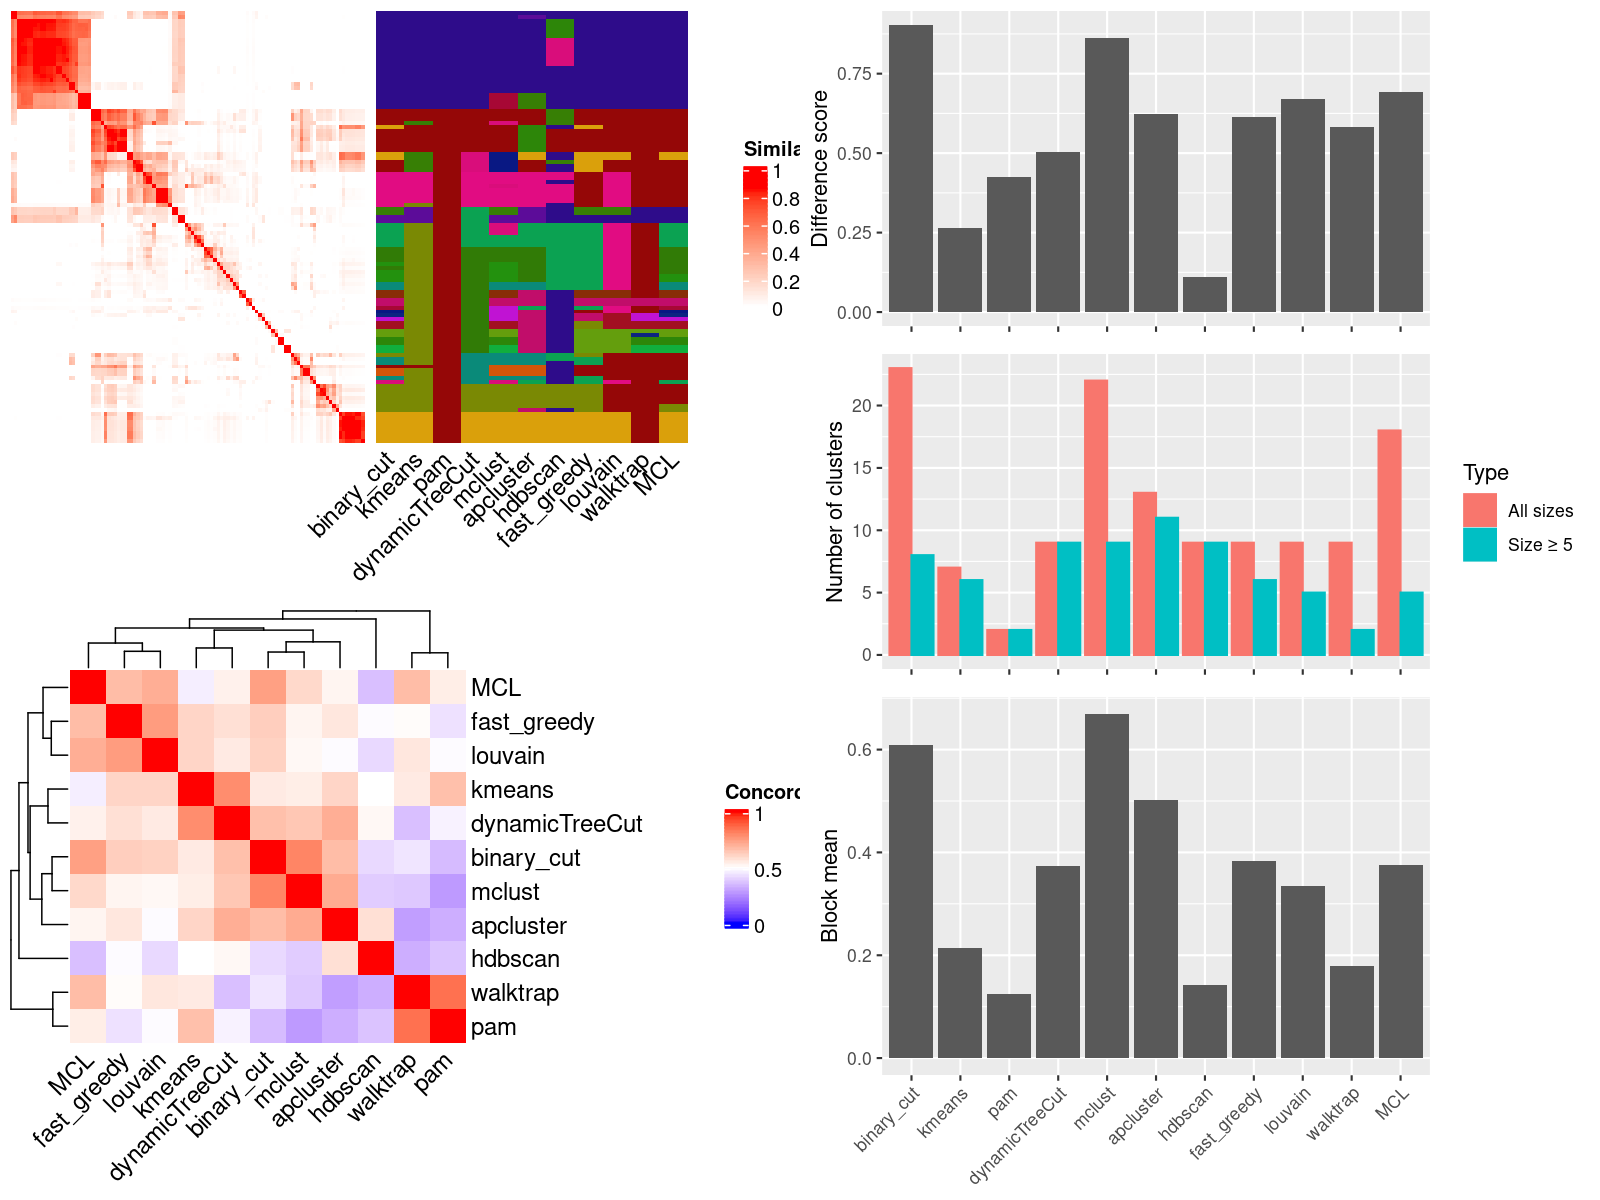 Simila
1
0.8
0.6
0.4
0.2
0
binary_cut
kmeans
pam
dynamicTreeCut
mclust
apcluster
hdbscan
fast_greedy
louvain
walktrap
MCL
Concord
1
0.5
0
MCL
fast_greedy
louvain
kmeans
dynamicTreeCut
binary_cut
mclust
apcluster
hdbscan
walktrap
pam
MCL
fast_greedy
louvain
kmeans
dynamicTreeCut
binary_cut
mclust
apcluster
hdbscan
walktrap
pam
Difference score
0.75
0.50
0.25
0.00
Number of clusters
20
15
10
5
0
Type
All sizes
Size ≥ 5
Block mean
0.6
0.4
0.2
0.0
binary_cut
kmeans
pam
dynamicTreeCut
mclust
apcluster
hdbscan
fast_greedy
louvain
walktrap
MCL